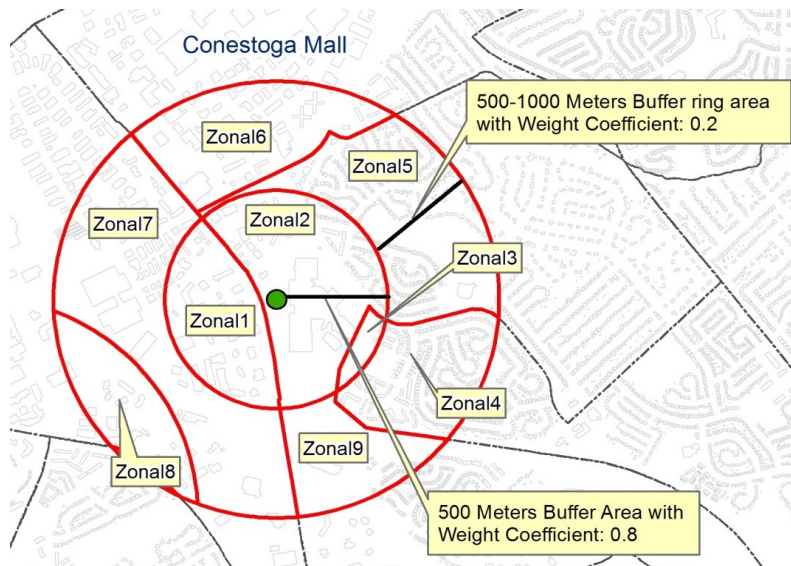 Conestoga Mall
500-1000 Meters Buffer ring area
with Weight Coefficient: 0.2
Zonal6
Zonal5
Zonal2
Zonal7
Zonal3
Zonal1
Zonal4
Zonal9
Zonal8
500 Meters Buffer Area with
Weight Coefficient: 0.8